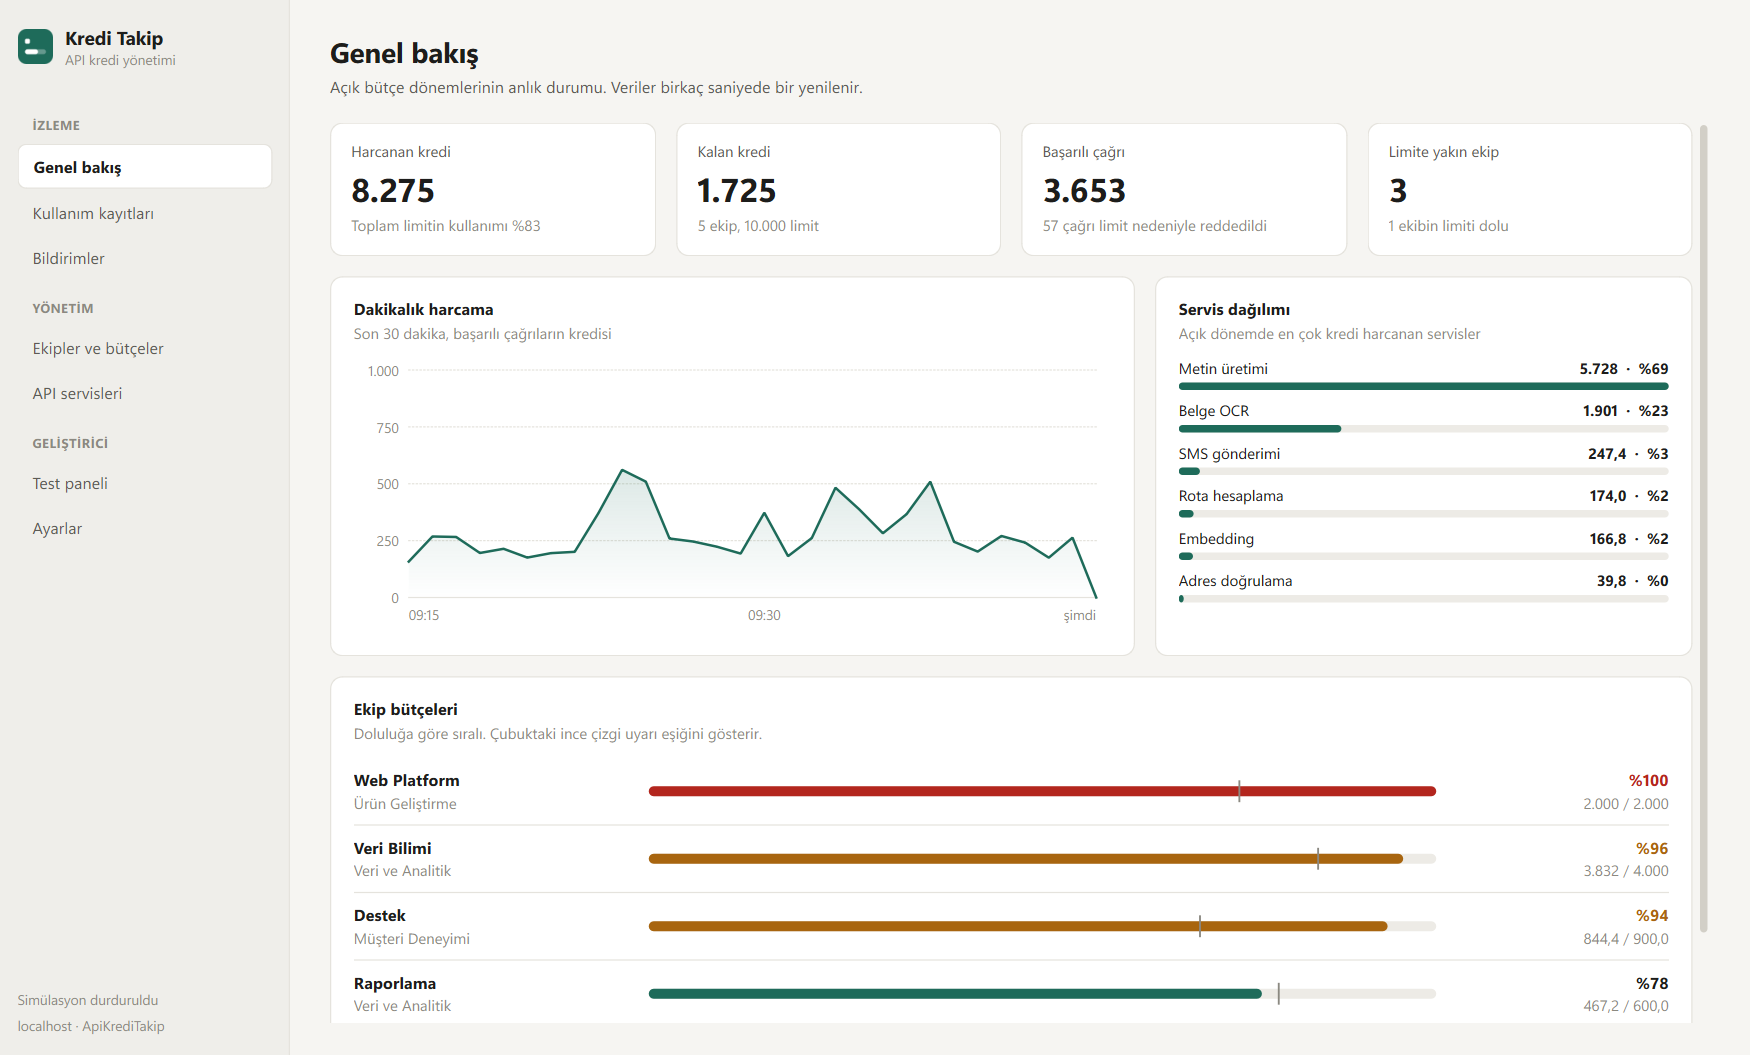 Kredi Takip
API kredi yönetimi
İZLEME
Genel bakış
Kullanım kayıtları
Bildirimler
YÖNETİM
Ekipler ve bütçeler
API servisleri
GELİŞTİRİCİ
Test paneli
Ayarlar
Simülasyon durduruldu
localhost · ApiKrediTakip
Genel bakış
Açık bütçe dönemlerinin anlık durumu. Veriler birkaç saniyede bir yenilenir.
Harcanan kredi
8.275
Toplam limitin kullanımı %83
Kalan kredi
1.725
5 ekip, 10.000 limit
Başarılı çağrı
3.653
57 çağrı limit nedeniyle reddedildi
Limite yakın ekip
3
1 ekibin limiti dolu
Dakikalık harcama
Son 30 dakika, başarılı çağrıların kredisi
1.000
750
500
250
0
09:15 09:30 şimdi
Servis dağılımı
Açık dönemde en çok kredi harcanan servisler
Metin üretimi 5.728 · %69
Belge OCR 1.901 · %23
SMS gönderimi 247,4 · %3
Rota hesaplama 174,0 · %2
Embedding 166,8 · %2
Adres doğrulama 39,8 · %0
Ekip bütçeleri
Doluluğa göre sıralı. Çubuktaki ince çizgi uyarı eşiğini gösterir.
Web Platform %100
Ürün Geliştirme 2.000 / 2.000
Veri Bilimi %96
Veri ve Analitik 3.832 / 4.000
Destek %94
Müşteri Deneyimi 844,4 / 900,0
Raporlama %78
Veri ve Analitik 467,2 / 600,0